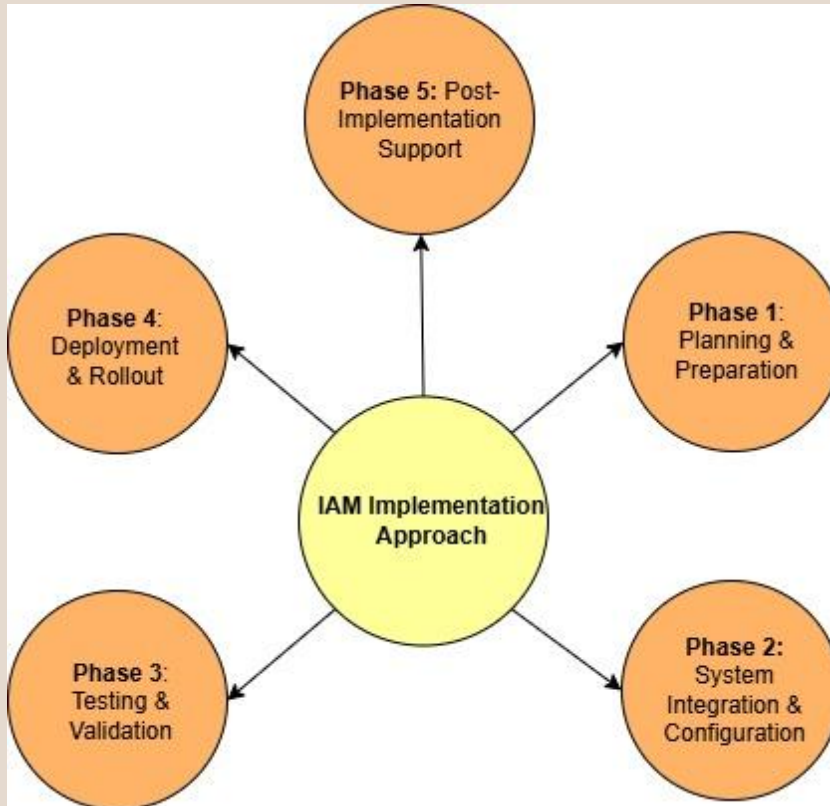 Phase 5: Post-
Implementation
Support
Phase 4:
Deployment
& Rollout
Phase 1:
Planning &
Preparation
IAM Implementation
Approach
Phase 3:
Testing &
Validation
Phase 2:
System
Integration &
Configuration